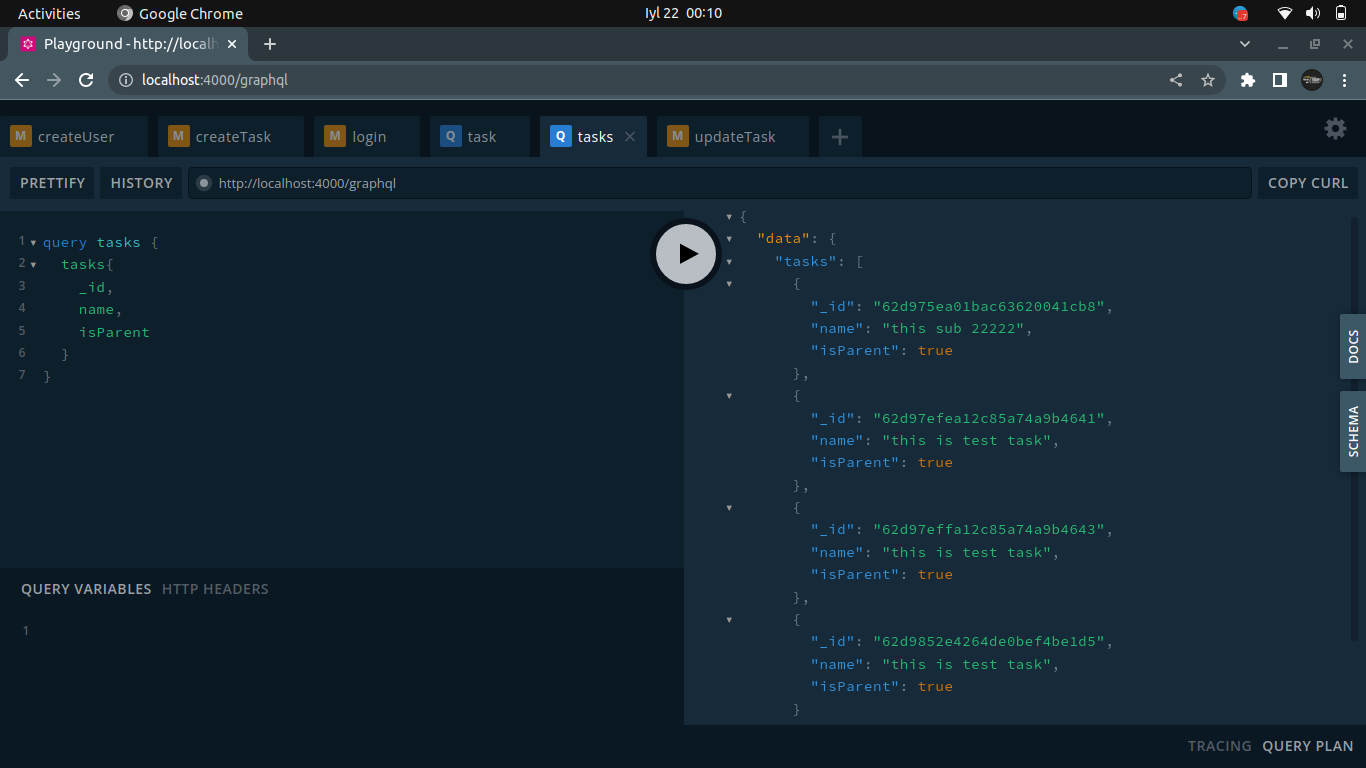 Activities
Google Chrome
Iyl 22 00:10
7
Playground - http://localh
localhost:4000/graphql
M createUser
M createTask
M login
Q task
Q tasks
M updateTask
PRETTIFY
HISTORY
http://localhost:4000/graphql
COPY CURL
1 query tasks {
2 tasks{
3 _id,
4 name,
5 isParent
6 }
7 }
{
"data": {
"tasks": [
{
"_id": "62d975ea01bac63620041cb8",
"name": "this sub 22222",
"isParent": true
},
{
"_id": "62d97efea12c85a74a9b4641",
"name": "this is test task",
"isParent": true
},
{
"_id": "62d97effa12c85a74a9b4643",
"name": "this is test task",
"isParent": true
},
{
"_id": "62d9852e4264de0bef4be1d5",
"name": "this is test task",
"isParent": true
}
DOCS
SCHEMA
QUERY VARIABLES HTTP HEADERS
1
TRACING QUERY PLAN